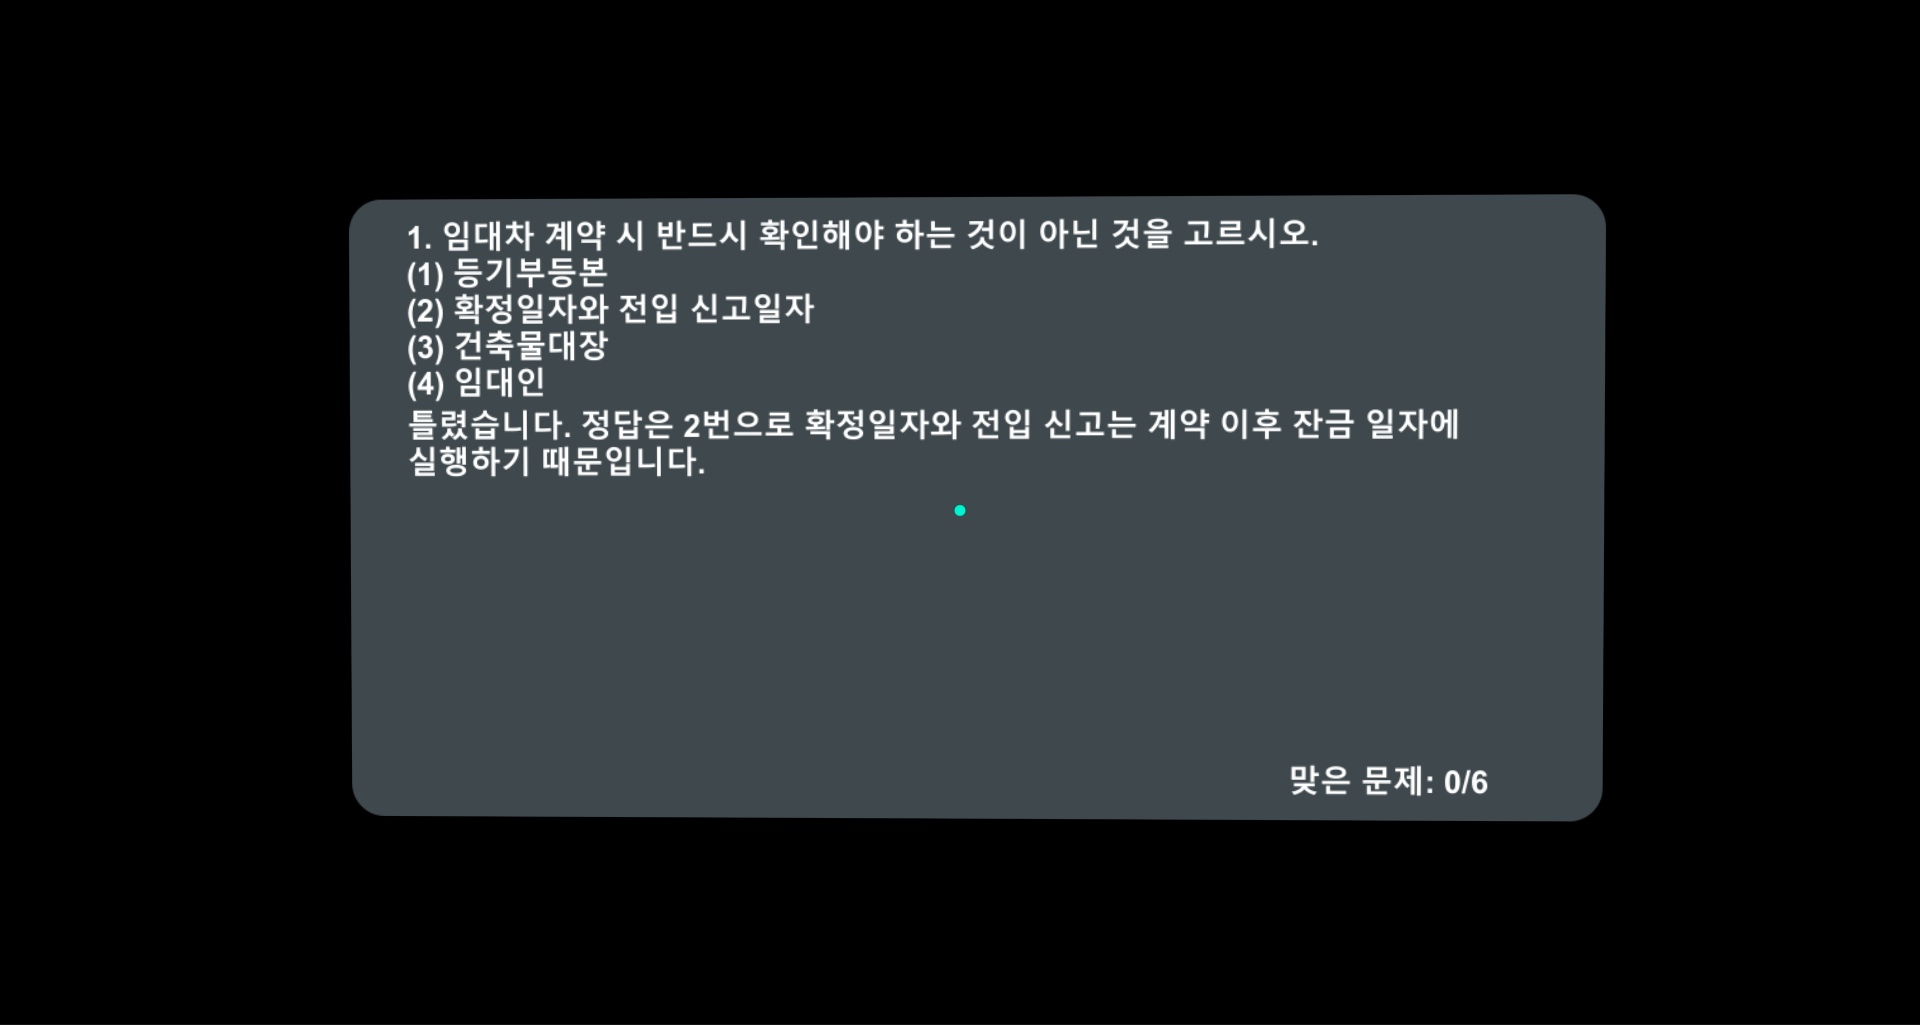 1. 임대차 계약 시 반드시 확인해야 하는 것이 아닌 것을 고르시오.
(1) 등기부등본
(2) 확정일자와 전입 신고일자
(3) 건축물대장
(4) 임대인
틀렸습니다. 정답은 2번으로 확정일자와 전입 신고는 계약 이후 잔금 일자에
실행하기 때문입니다.
맞은 문제: 0/6